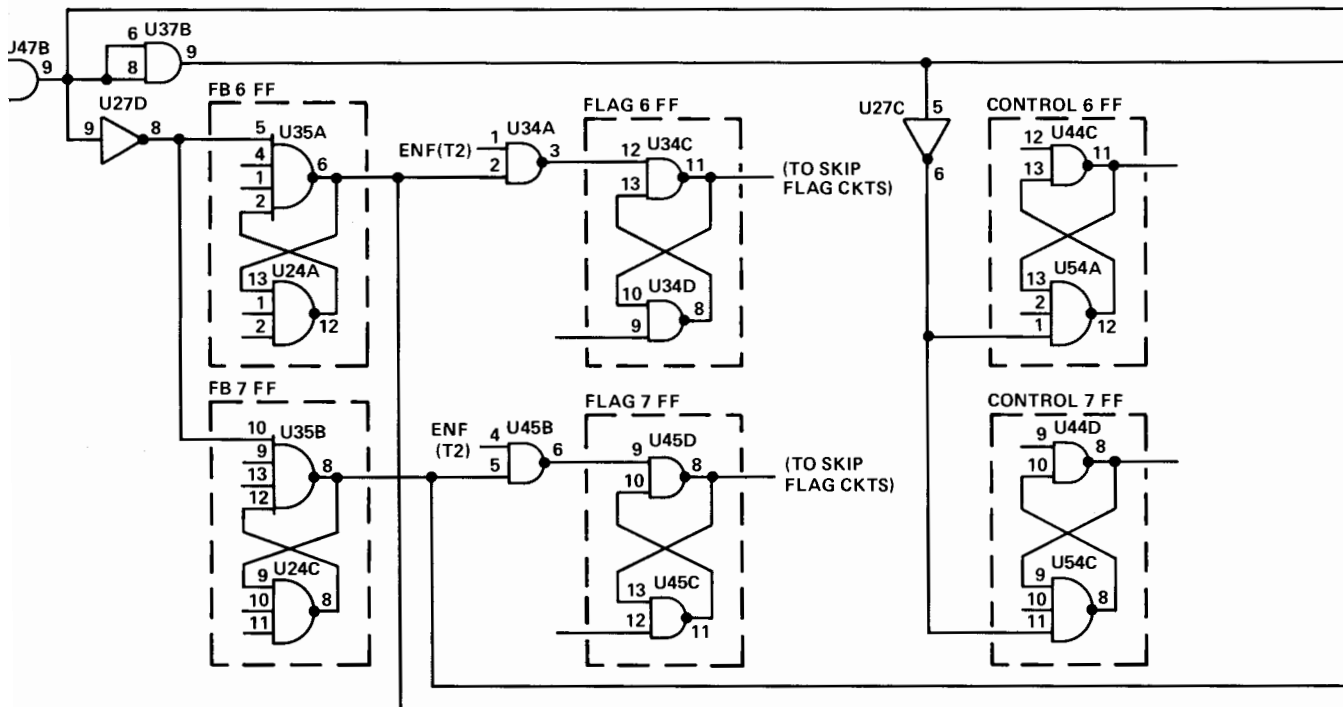 U37B
U47B
9
6
8
9
U27D
9
8
FB 6 FF
U35A
5
4
1
2
6
U24A
13
1
2
12
ENF(T2)
1
2
U34A
3
FLAG 6 FF
U34C
12
13
11
(TO SKIP
FLAG CKTS)
U34D
10
9
8
U27C
5
6
CONTROL 6 FF
U44C
12
13
11
U54A
13
2
1
12
FB 7 FF
U35B
10
9
13
12
8
U24C
9
10
11
8
ENF
(T2)
4
5
U45B
6
FLAG 7 FF
U45D
9
10
8
(TO SKIP
FLAG CKTS)
U45C
13
12
11
CONTROL 7 FF
U44D
9
10
8
U54C
9
10
11
8